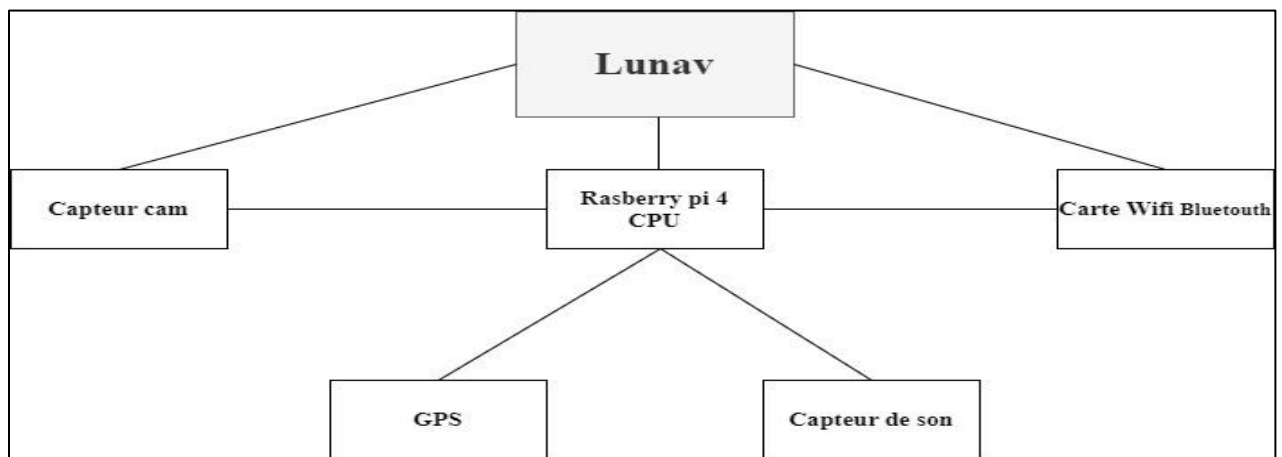 Lunav
Capteur cam
Rasberry pi 4
CPU
Carte Wifi Bluetouth
GPS
Capteur de son